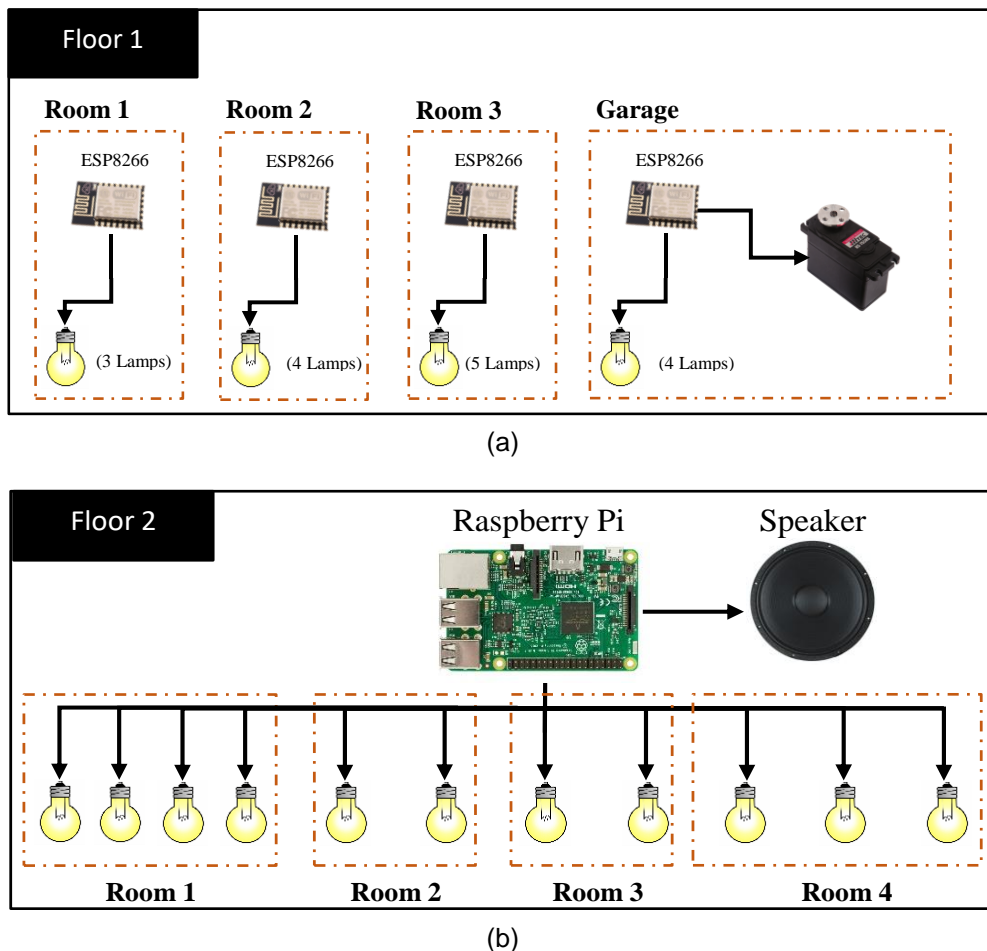 Floor 1
Room 1
Room 2
Room 3
Garage
ESP8266
ESP8266
ESP8266
ESP8266
(3 Lamps)
(4 Lamps)
(5 Lamps)
(4 Lamps)
(a)
Floor 2
Raspberry Pi
Speaker
HDMI
Room 1
Room 2
Room 3
Room 4
(b)